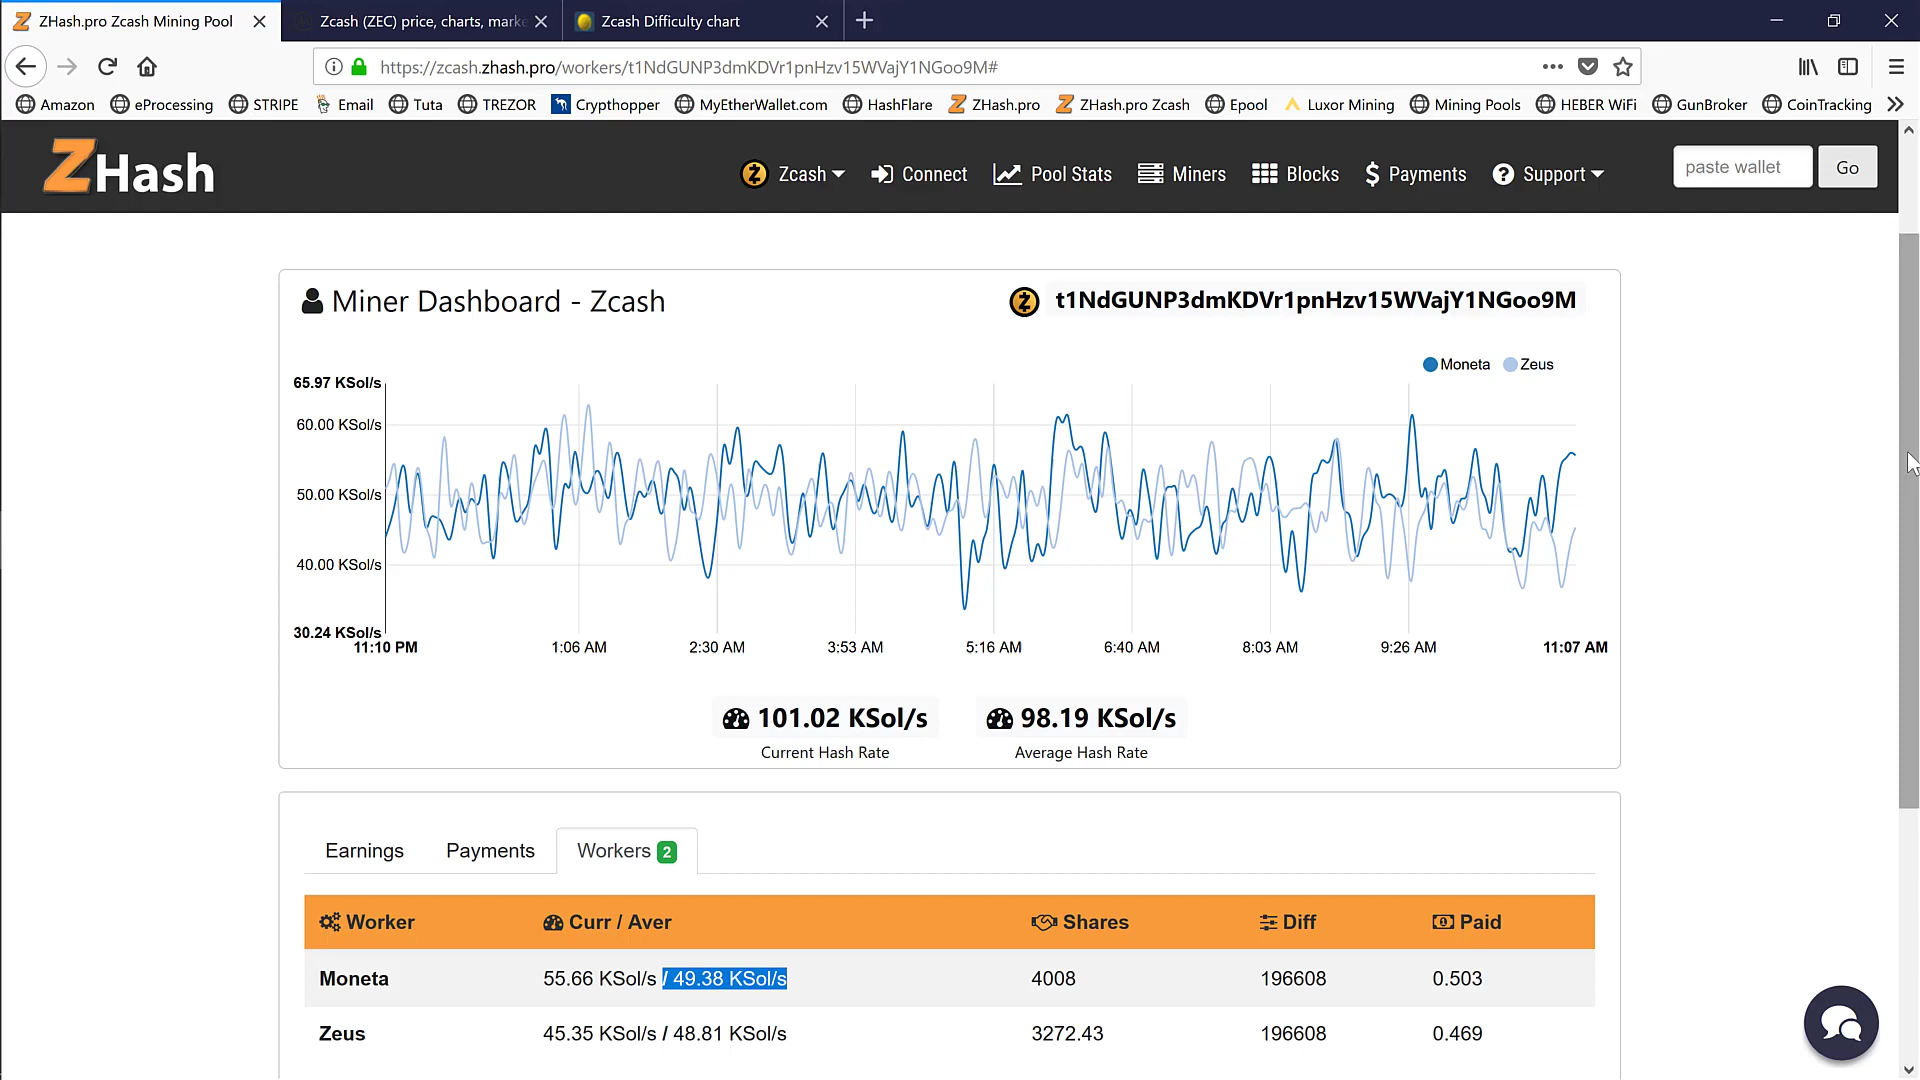 ZHash.pro Zcash Mining Pool
Zcash (ZEC) price, charts, marke
Zcash Difficulty chart
https://zcash.zhash.pro/workers/t1NdGUNP3dmKDVr1pnHzv15WVajY1NGoo9M#
Amazon eProcessing STRIPE Email Tuta TREZOR Crypthopper MyEtherWallet.com HashFlare ZHash.pro ZHash.pro Zcash Epool Luxor Mining Mining Pools HEBER WiFi GunBroker CoinTracking
ZHash
Zcash Connect Pool Stats Miners Blocks $ Payments Support paste wallet Go
Miner Dashboard - Zcash
t1NdGUNP3dmKDVr1pnHzv15WVajY1NGoo9M
Moneta Zeus
65.97 KSol/s
60.00 KSol/s
50.00 KSol/s
40.00 KSol/s
30.24 KSol/s
11:10 PM 1:06 AM 2:30 AM 3:53 AM 5:16 AM 6:40 AM 8:03 AM 9:26 AM 11:07 AM
101.02 KSol/s 98.19 KSol/s
Current Hash Rate Average Hash Rate
Earnings Payments Workers 2
Worker Curr / Aver Shares Diff Paid
Moneta 55.66 KSol/s / 49.38 KSol/s 4008 196608 0.503
Zeus 45.35 KSol/s / 48.81 KSol/s 3272.43 196608 0.469